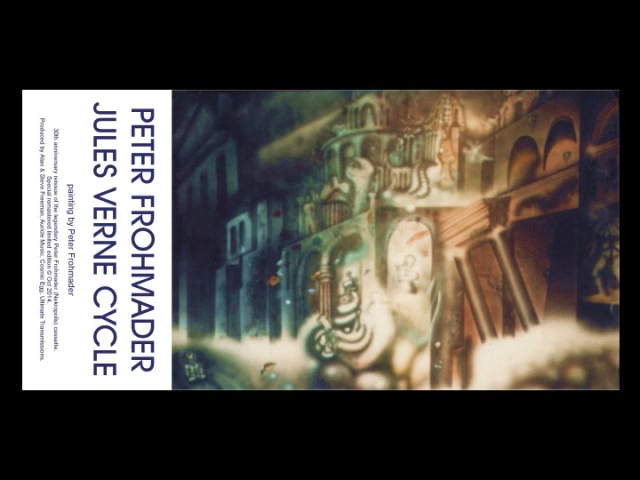 PETER FROHMADER
JULES VERNE CYCLE
painting by Peter Frohmader
30th anniversary release of the legendary Peter Frohmader (Nekropolis) cassette.
Special remastered limited edition © Oct 2014.
Produced by Alan & Steve Freeman, Auricle Music, Cosmic Egg, Ultimate Transmissions.